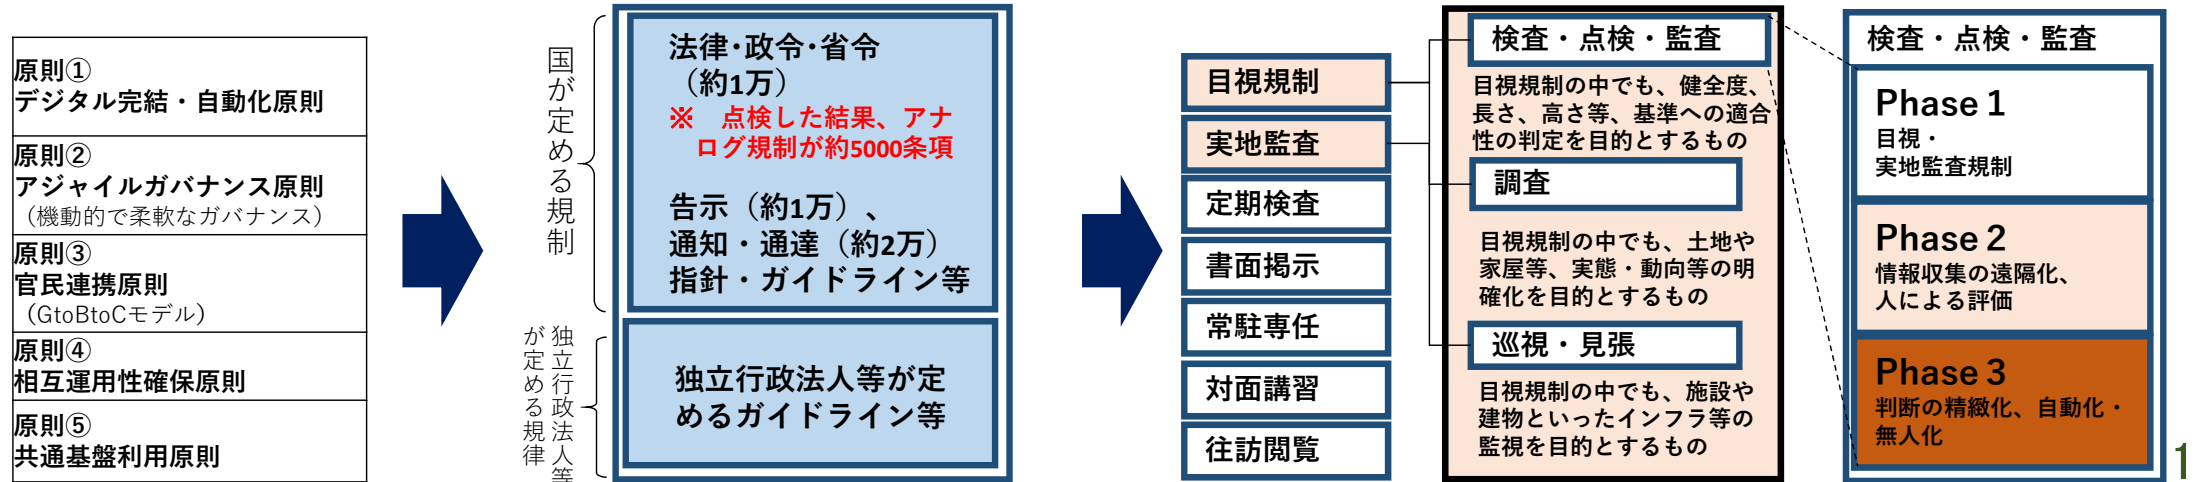 原則①
デジタル完結・自動化原則
原則②
アジャイルガバナンス原則
（機動的で柔軟なガバナンス）
原則③
官民連携原則
（GtoBtoCモデル）
原則④
相互運用性確保原則
原則⑤
共通基盤利用原則
国が定める規制
法律・政令・省令
（約1万）
※　点検した結果、アナ
ログ規制が約5000条項
告示（約1万）、
通知・通達（約2万）
指針・ガイドライン等
独立行政法人等
が定める規律
独立行政法人等が定
めるガイドライン等
目視規制
実地監査
定期検査
書面掲示
常駐専任
対面講習
往訪閲覧
検査・点検・監査
目視規制の中でも、健全度、
長さ、高さ等、基準への適合
性の判定を目的とするもの
調査
目視規制の中でも、土地や
家屋等、実態・動向等の明
確化を目的とするもの
巡視・見張
目視規制の中でも、施設や
建物といったインフラ等の
監視を目的とするもの
検査・点検・監査
Phase 1
目視・
実地監査規制
Phase 2
情報収集の遠隔化、
人による評価
Phase 3
判断の精緻化、自動化・
無人化
1